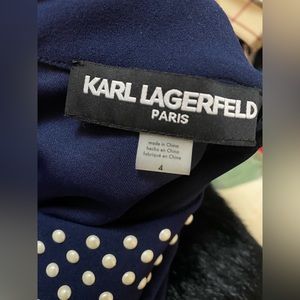 KARL LAGERFELD
PARIS
made in China
hecho en China
fabriqué en Chine
4